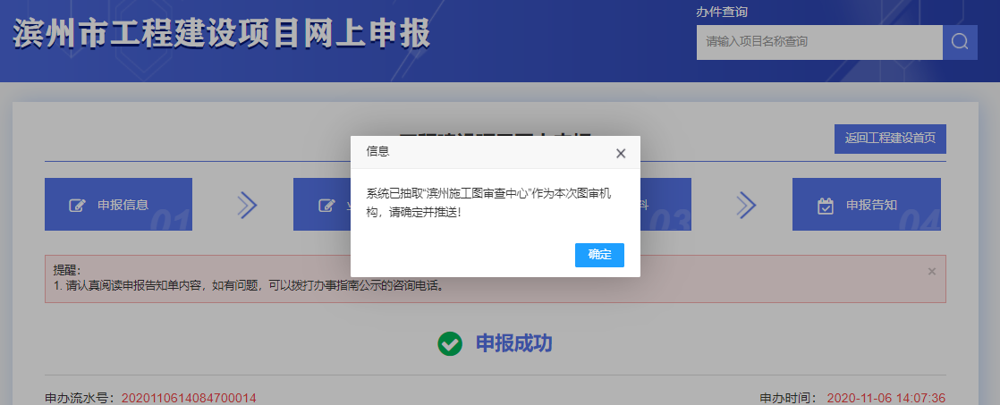 滨州市工程建设项目网上申报
办件查询
请输入项目名称查询
返回工程建设首页
申报信息
01
料
03
申报告知
04
信息
系统已抽取“滨州施工图审查中心”作为本次图审机
构，请确定并推送！
确定
提醒：
1. 请认真阅读申报告知单内容，如有问题，可以拨打办事指南公示的咨询电话。
申报成功
申办流水号：2020110614084700014
申办时间： 2020-11-06 14:07:36